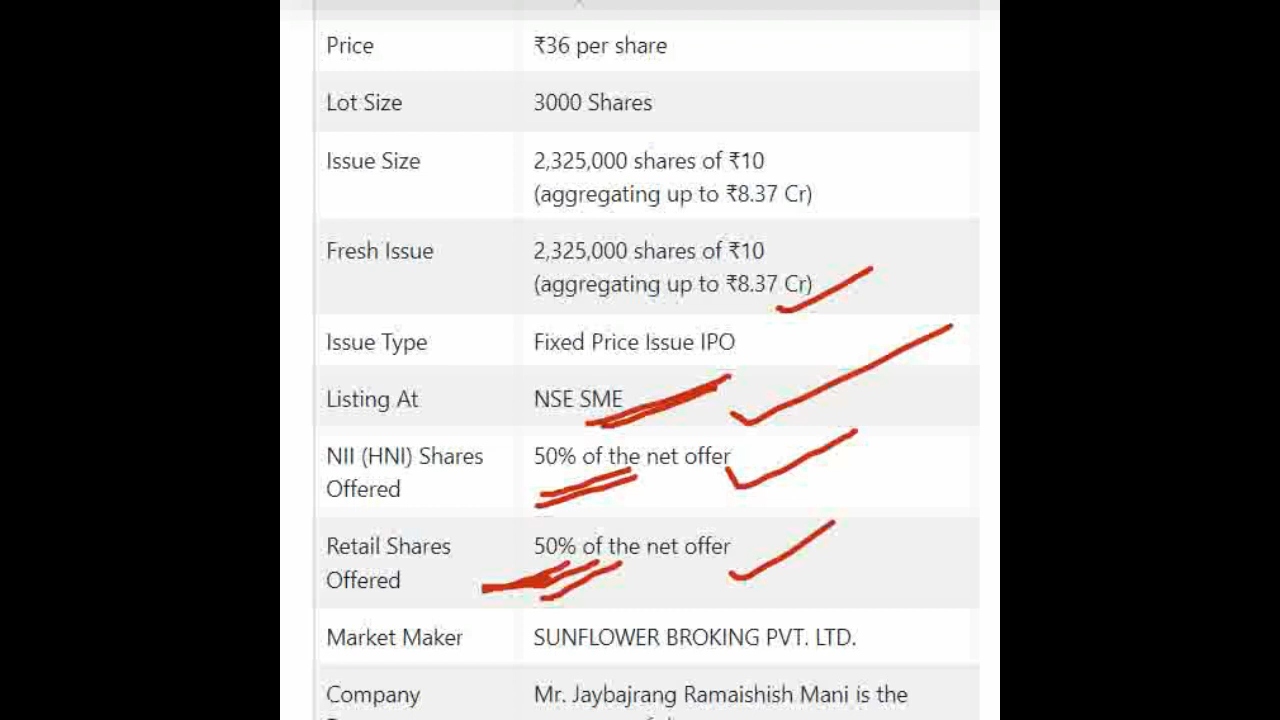 Price ₹36 per share
Lot Size 3000 Shares
Issue Size 2,325,000 shares of ₹10
(aggregating up to ₹8.37 Cr)
Fresh Issue 2,325,000 shares of ₹10
(aggregating up to ₹8.37 Cr)
Issue Type Fixed Price Issue IPO
Listing At NSE SME
NII (HNI) Shares 50% of the net offer
Offered
Retail Shares 50% of the net offer
Offered
Market Maker SUNFLOWER BROKING PVT. LTD.
Company Mr. Jaybajrang Ramaishish Mani is the